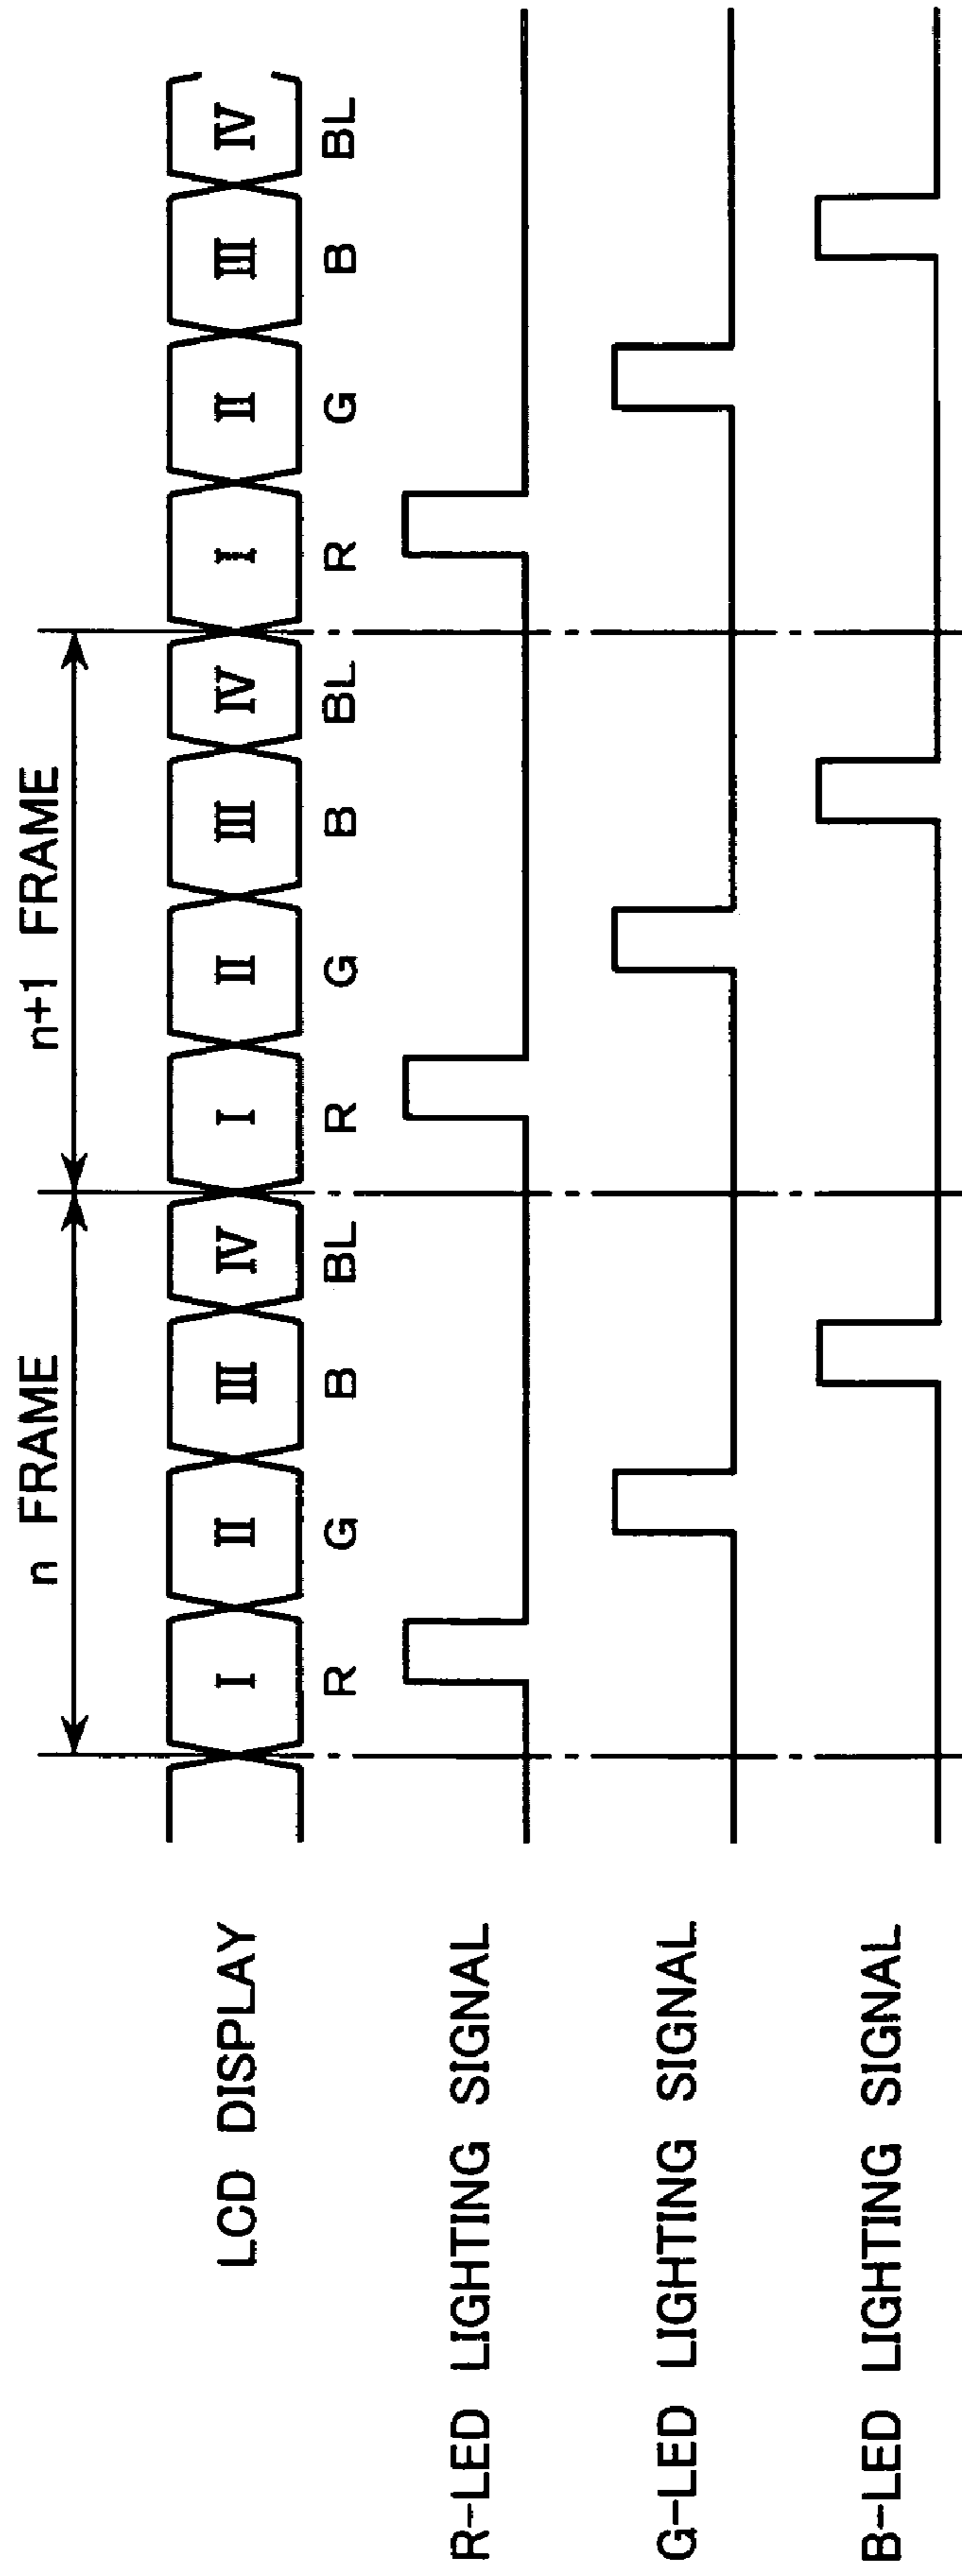 n FRAME n+1 FRAME
LCD DISPLAY I II III IV I II III IV I II III IV
R G B BL R G B BL R G B BL
R-LED LIGHTING SIGNAL
G-LED LIGHTING SIGNAL
B-LED LIGHTING SIGNAL